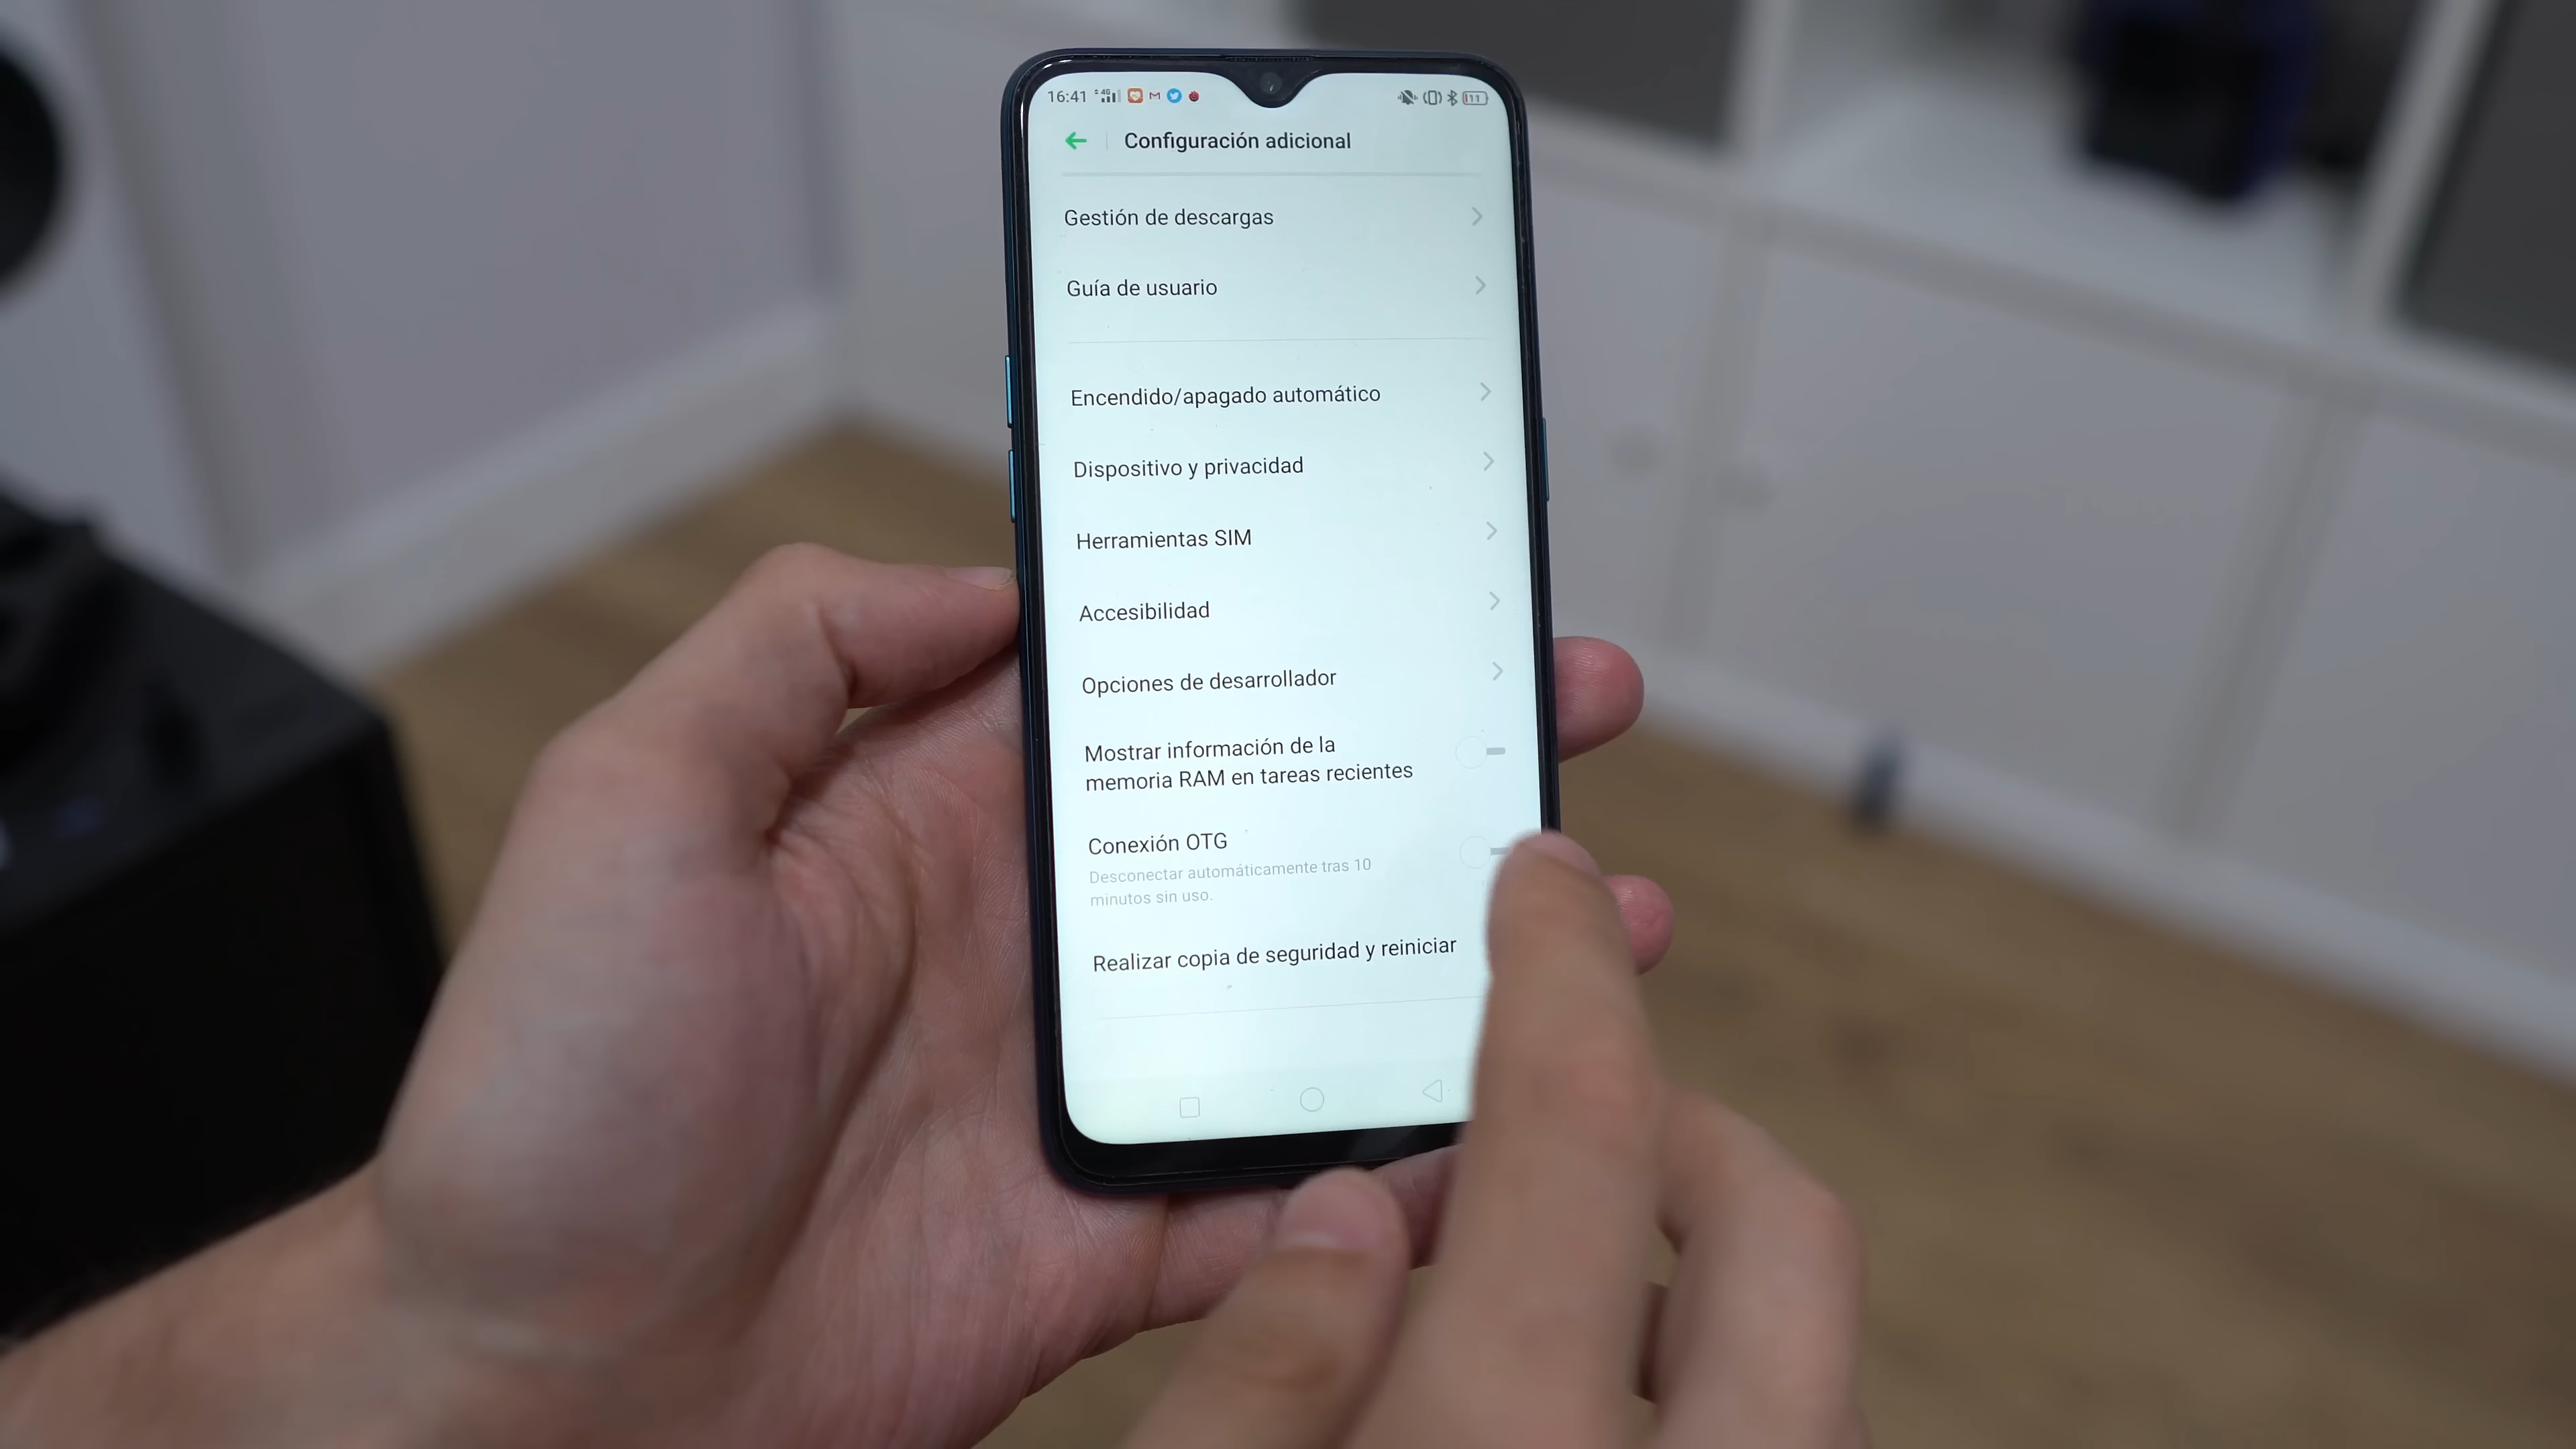 16:41 4G 11
Configuración adicional
Gestión de descargas
Guía de usuario
Encendido/apagado automático
Dispositivo y privacidad
Herramientas SIM
Accesibilidad
Opciones de desarrollador
Mostrar información de la
memoria RAM en tareas recientes
Conexión OTG
Desconectar automáticamente tras 10
minutos sin uso.
Realizar copia de seguridad y reiniciar